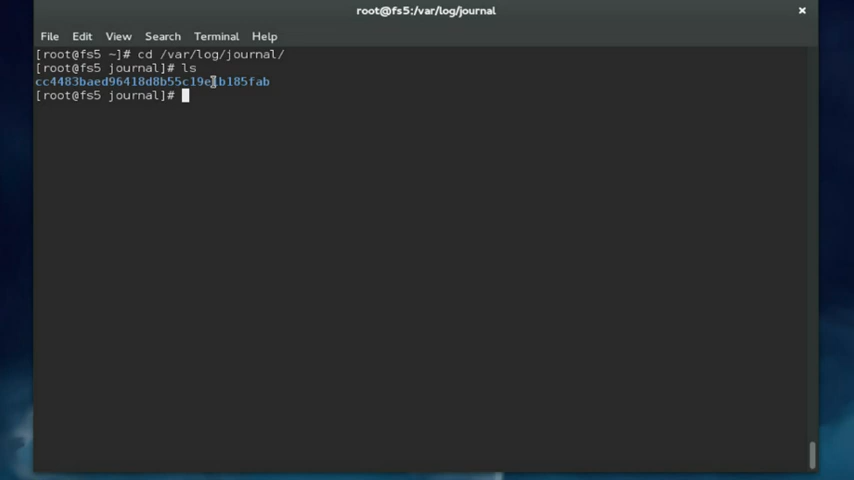 root@fs5:/var/log/journal
File Edit View Search Terminal Help
[root@fs5 ~]# cd /var/log/journal/
[root@fs5 journal]# ls
[root@fs5 journal]#